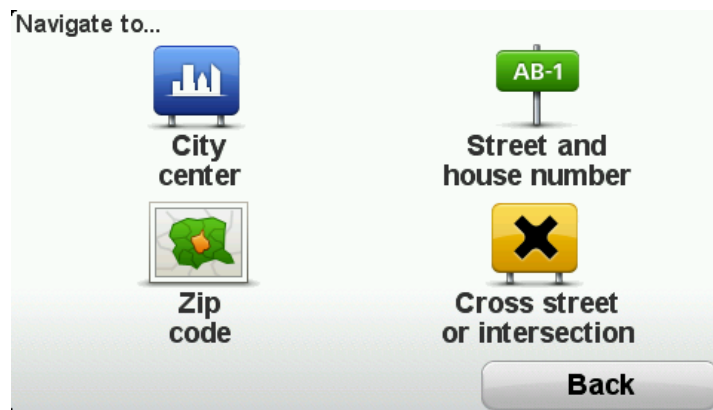 Navigate to...
AB-1
City
center
Street and
house number
Zip
code
Cross street
or intersection
Back